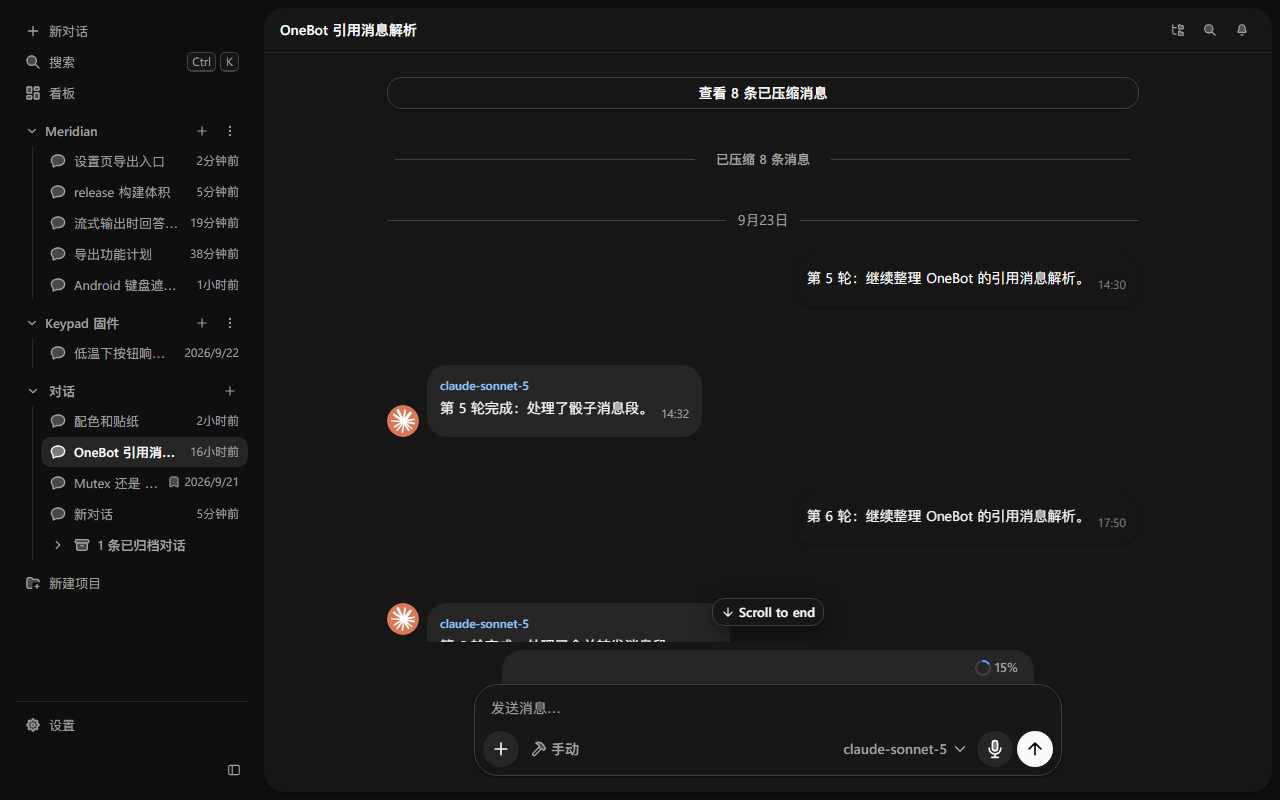 新对话
搜索 Ctrl K
看板
Meridian
设置页导出入口 2分钟前
release 构建体积 5分钟前
流式输出时回答… 19分钟前
导出功能计划 38分钟前
Android 键盘遮… 1小时前
Keypad 固件
低温下按钮响… 2026/9/22
对话
配色和贴纸 2小时前
OneBot 引用消… 16小时前
Mutex 还是 … 2026/9/21
新对话 5分钟前
1 条已归档对话
新建项目
设置
OneBot 引用消息解析
查看 8 条已压缩消息
已压缩 8 条消息
9月23日
第 5 轮：继续整理 OneBot 的引用消息解析。 14:30
claude-sonnet-5
第 5 轮完成：处理了骰子消息段。 14:32
第 6 轮：继续整理 OneBot 的引用消息解析。 17:50
claude-sonnet-5
Scroll to end
15%
发送消息…
手动
claude-sonnet-5